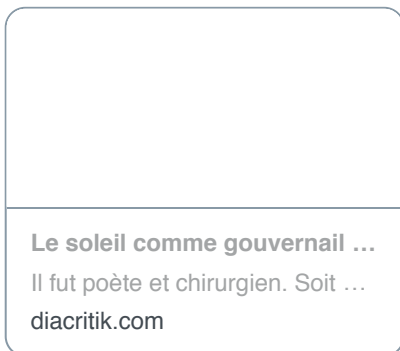 Le soleil comme gouvernail …
Il fut poète et chirurgien. Soit …
diacritik.com